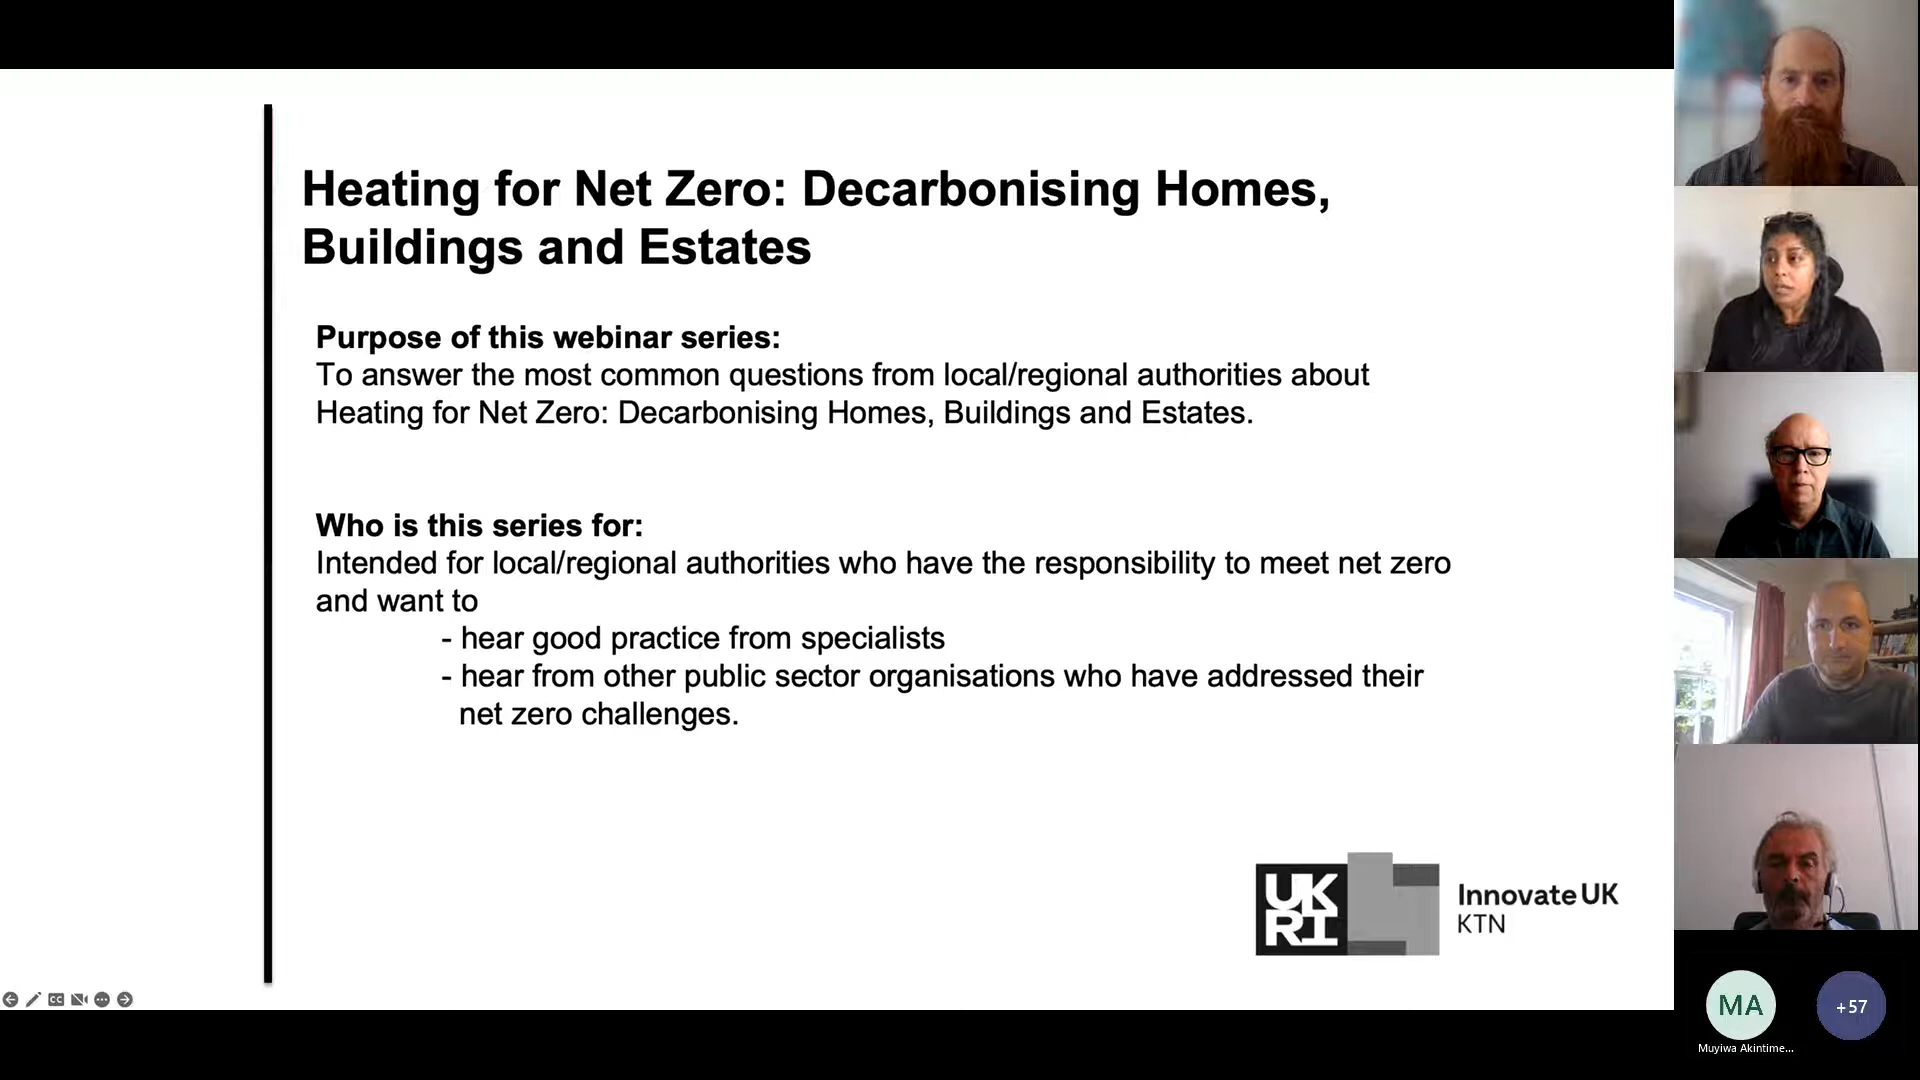 Heating for Net Zero: Decarbonising Homes,
Buildings and Estates
Purpose of this webinar series:
To answer the most common questions from local/regional authorities about
Heating for Net Zero: Decarbonising Homes, Buildings and Estates.
Who is this series for:
Intended for local/regional authorities who have the responsibility to meet net zero
and want to
- hear good practice from specialists
- hear from other public sector organisations who have addressed their
net zero challenges.
UK
RI
Innovate UK
KTN
CC
MA
+57
Muyiwa Akintime...